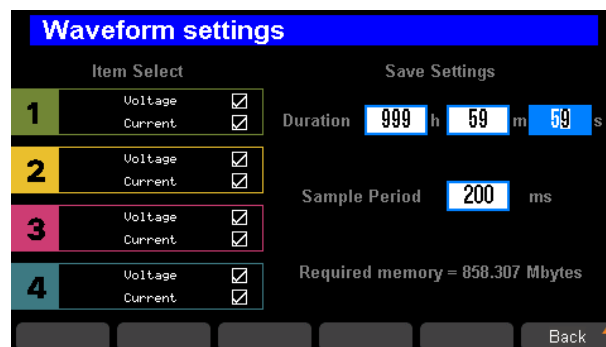 Waveform settings
Item Select
Save Settings
1
Voltage
Current
Duration 999 h 59 m 59 s
2
Voltage
Current
Sample Period 200 ms
3
Voltage
Current
4
Voltage
Current
Required memory = 858.307 Mbytes
Back